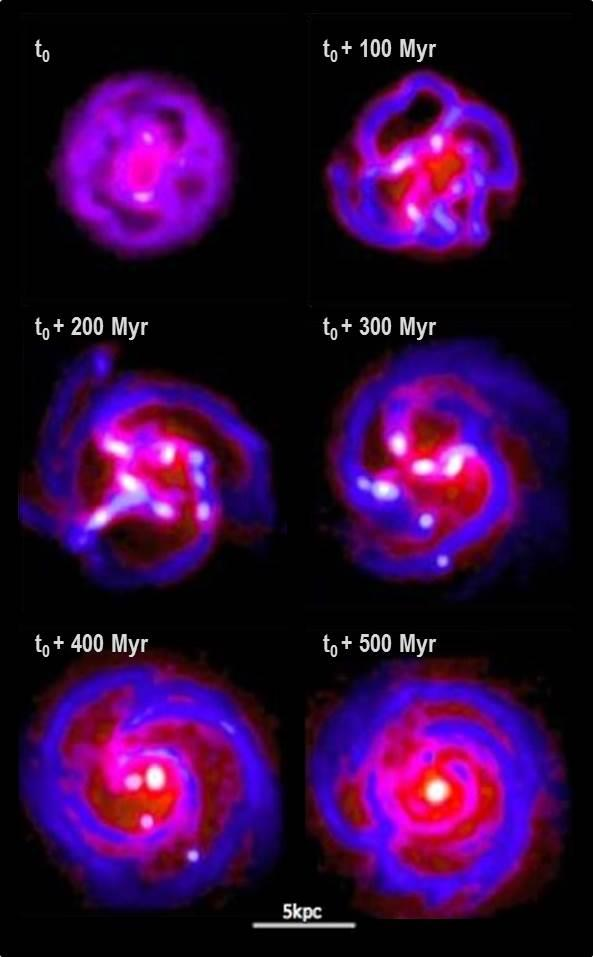 t₀
t₀ + 100 Myr
t₀ + 200 Myr
t₀ + 300 Myr
t₀ + 400 Myr
t₀ + 500 Myr
5kpc